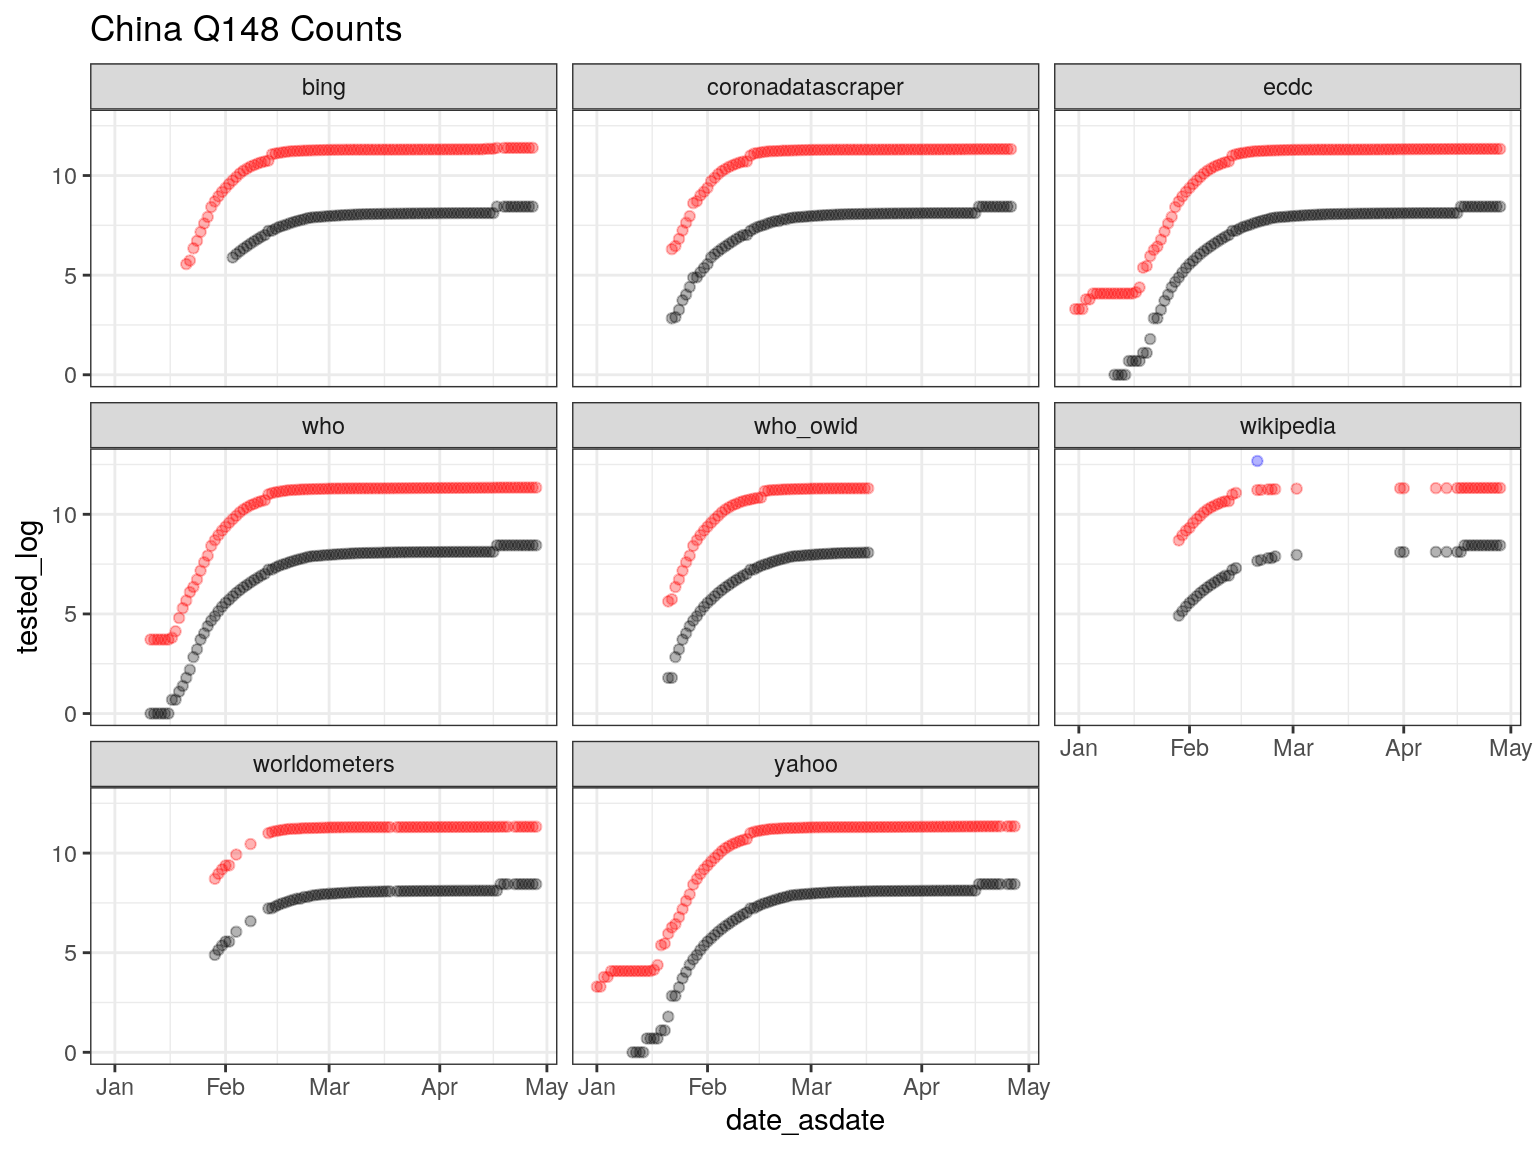 China Q148 Counts
bing
coronadatascraper
ecdc
10
5
0
who
who_owid
wikipedia
tested_log
10
5
0
Jan Feb Mar Apr May
worldometers
yahoo
10
5
0
Jan Feb Mar Apr May
Jan Feb Mar Apr May
date_asdate